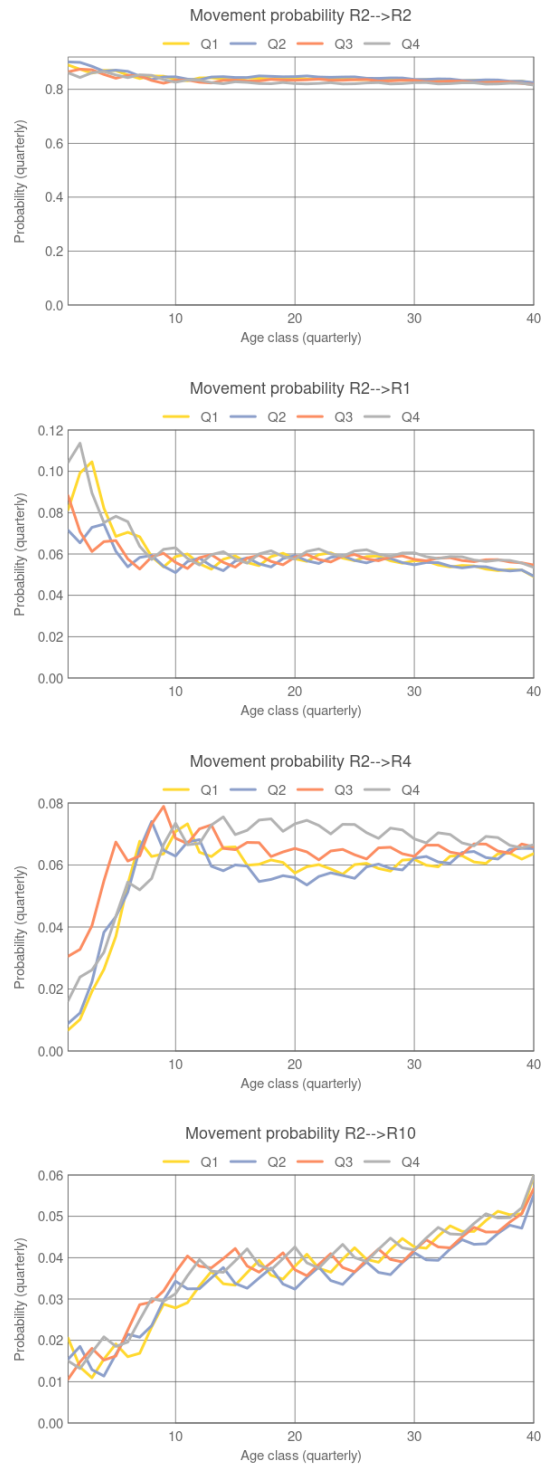 Movement probability R2-->R2
Q1 Q2 Q3 Q4
Probability (quarterly)
0.8
0.6
0.4
0.2
0.0
10 20 30 40
Age class (quarterly)
Movement probability R2-->R1
Q1 Q2 Q3 Q4
Probability (quarterly)
0.12
0.10
0.08
0.06
0.04
0.02
0.00
10 20 30 40
Age class (quarterly)
Movement probability R2-->R4
Q1 Q2 Q3 Q4
Probability (quarterly)
0.08
0.06
0.04
0.02
0.00
10 20 30 40
Age class (quarterly)
Movement probability R2-->R10
Q1 Q2 Q3 Q4
Probability (quarterly)
0.06
0.05
0.04
0.03
0.02
0.01
0.00
10 20 30 40
Age class (quarterly)